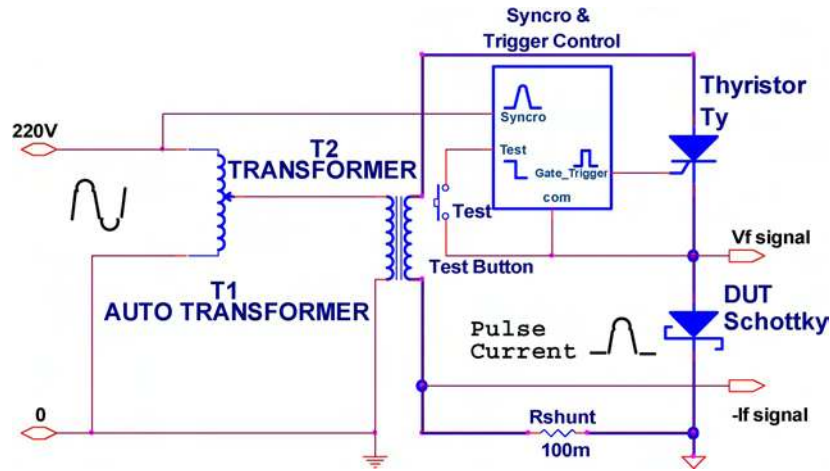 Syncro &
Trigger Control
Thyristor
Ty
220V
Syncro
Test
Gate_Trigger
com
T2
TRANSFORMER
Test
Test Button
Vf signal
T1
AUTO TRANSFORMER
DUT
Schottky
Pulse
Current
-If signal
0
Rshunt
100m